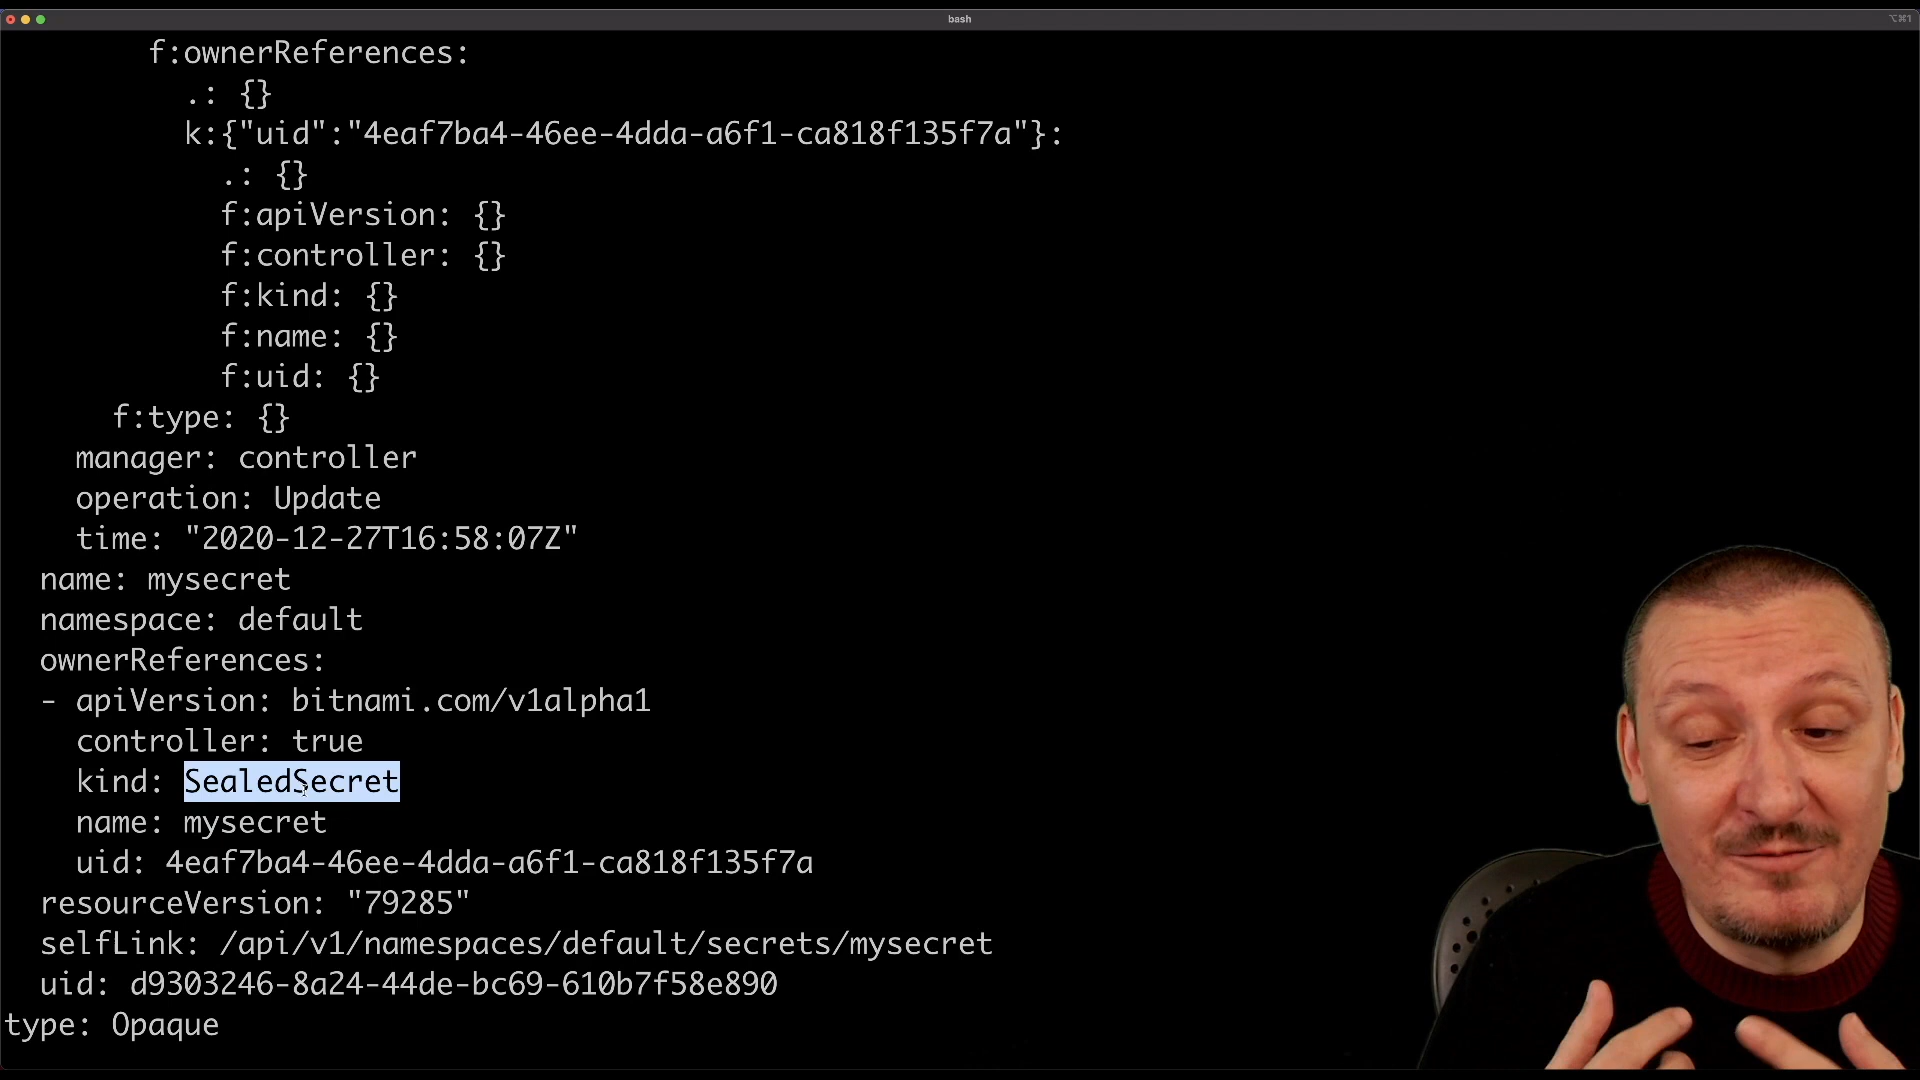 bash
⌥⌘1
f:ownerReferences:
.: {}
k:{"uid":"4eaf7ba4-46ee-4dda-a6f1-ca818f135f7a"}:
.: {}
f:apiVersion: {}
f:controller: {}
f:kind: {}
f:name: {}
f:uid: {}
f:type: {}
manager: controller
operation: Update
time: "2020-12-27T16:58:07Z"
name: mysecret
namespace: default
ownerReferences:
- apiVersion: bitnami.com/v1alpha1
controller: true
kind: SealedSecret
name: mysecret
uid: 4eaf7ba4-46ee-4dda-a6f1-ca818f135f7a
resourceVersion: "79285"
selfLink: /api/v1/namespaces/default/secrets/mysecret
uid: d9303246-8a24-44de-bc69-610b7f58e890
type: Opaque